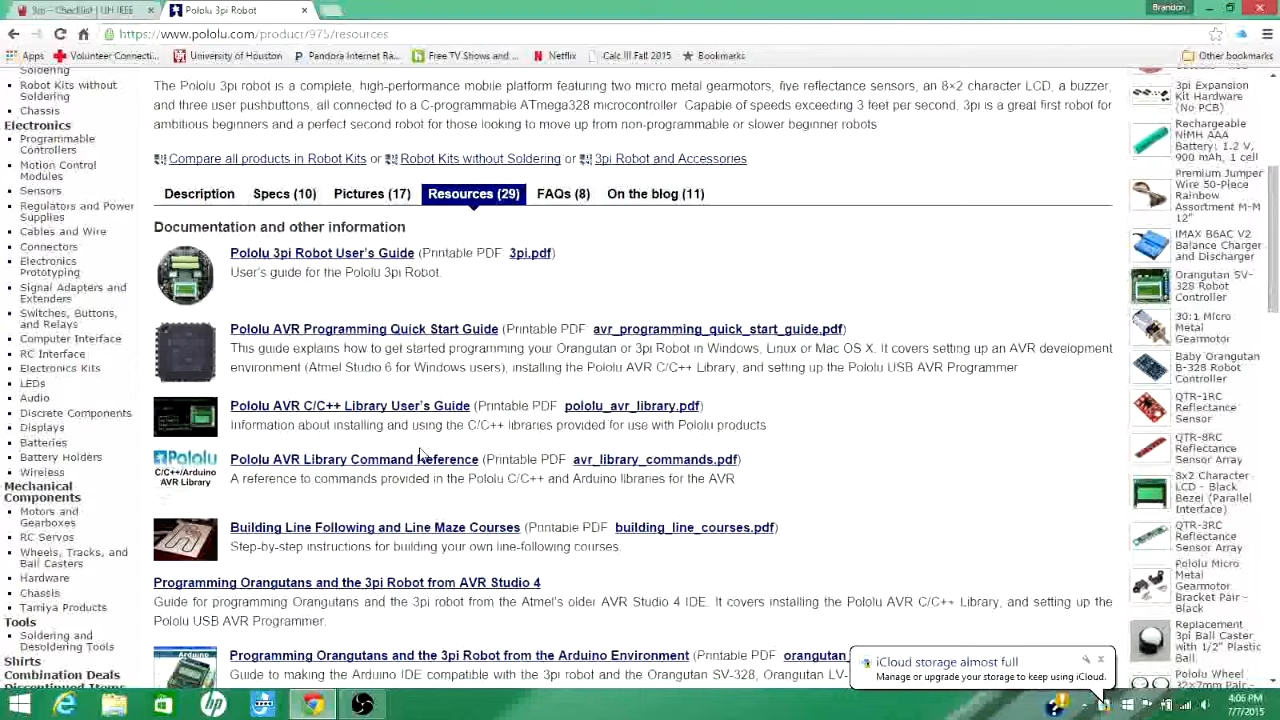 Pololu 3pi Robot
Brandon
https://www.pololu.com/product/975/resources
Apps
Volunteer Connecti...
University of Houston
Pandora Internet Ra...
Free TV Shows and ...
Netflix
Calc III Fall 2015
Bookmarks
Other bookmarks
Soldering
Robot Kits without
Soldering
Chassis
Electronics
Programmable
Controllers
Motion Control
Modules
Sensors
Regulators and Power
Supplies
Cables and Wire
Connectors
Electronics
Prototyping
Signal Adapters and
Extenders
Switches, Buttons,
and Relays
Computer Interface
RC Interface
Electronics Kits
LEDs
Audio
Discrete Components
Displays
Batteries
Battery Holders
Wireless
Mechanical
Components
Motors and
Gearboxes
RC Servos
Wheels, Tracks, and
Ball Casters
Hardware
Chassis
Tamiya Products
Tools
Soldering and
Desoldering Tools
Shirts
Combination Deals
Discontinued Items
The Pololu 3pi robot is a complete, high-performance mobile platform featuring two micro metal gearmotors, five reflectance sensors, an 8×2 character LCD, a buzzer,
and three user pushbuttons, all connected to a C-programmable ATmega328 microcontroller. Capable of speeds exceeding 3 feet per second, 3pi is a great first robot for
ambitious beginners and a perfect second robot for those looking to move up from non-programmable or slower beginner robots
Compare all products in Robot Kits or Robot Kits without Soldering or 3pi Robot and Accessories
Description Specs (10) Pictures (17) Resources (29) FAQs (8) On the blog (11)
Documentation and other information
Pololu 3pi Robot User's Guide (Printable PDF 3pi.pdf)
User's guide for the Pololu 3pi Robot.
Pololu AVR Programming Quick Start Guide (Printable PDF avr_programming_quick_start_guide.pdf)
This guide explains how to get started programming your Orangutan or 3pi Robot in Windows, Linux or Mac OS X. It covers setting up an AVR development
environment (Atmel Studio 6 for Windows users), installing the Pololu AVR C/C++ Library, and setting up the Pololu USB AVR Programmer
Pololu AVR C/C++ Library User's Guide (Printable PDF pololu_avr_library.pdf)
Information about installing and using the C/C++ libraries provided for use with Pololu products
Pololu
C/C++/Arduino
AVR Library
Pololu AVR Library Command Reference (Printable PDF avr_library_commands.pdf)
A reference to commands provided in the Pololu C/C++ and Arduino libraries for the AVR
Building Line Following and Line Maze Courses (Printable PDF building_line_courses.pdf)
Step-by-step instructions for building your own line-following courses.
Programming Orangutans and the 3pi Robot from AVR Studio 4
Guide for programming Orangutans and the 3pi robot from the Atmel's older AVR Studio 4 IDE. It covers installing the Pololu AVR C/C++ Library, and setting up the
Pololu USB AVR Programmer.
Arduino
Programming Orangutans and the 3pi Robot from the Arduino Environment (Printable PDF orangutan_
Guide to making the Arduino IDE compatible with the 3pi robot and the Orangutan SV-328, Orangutan LV-
3pi Expansion
Kit Hardware
(No PCB)
Rechargeable
NiMH AAA
Battery: 1.2 V,
900 mAh, 1 cell
Premium Jumper
Wire 50-Piece
Rainbow
Assortment M-M
12"
iMAX B6AC V2
Balance Charger
and Discharger
Orangutan SV-
328 Robot
Controller
30:1 Micro
Metal
Gearmotor
Baby Orangutan
B-328 Robot
Controller
QTR-1RC
Reflectance
Sensor
QTR-8RC
Reflectance
Sensor Array
8x2 Character
LCD - Black
Bezel (Parallel
Interface)
QTR-3RC
Reflectance
Sensor Array
Pololu Micro
Metal
Gearmotor
Bracket Pair -
Black
Replacement
3pi Ball Caster
with 1/2" Plastic
Ball
Pololu Wheel
32×7mm Pair -
iCloud storage almost full
Manage or upgrade your storage to keep using iCloud.
4:06 PM
7/7/2015